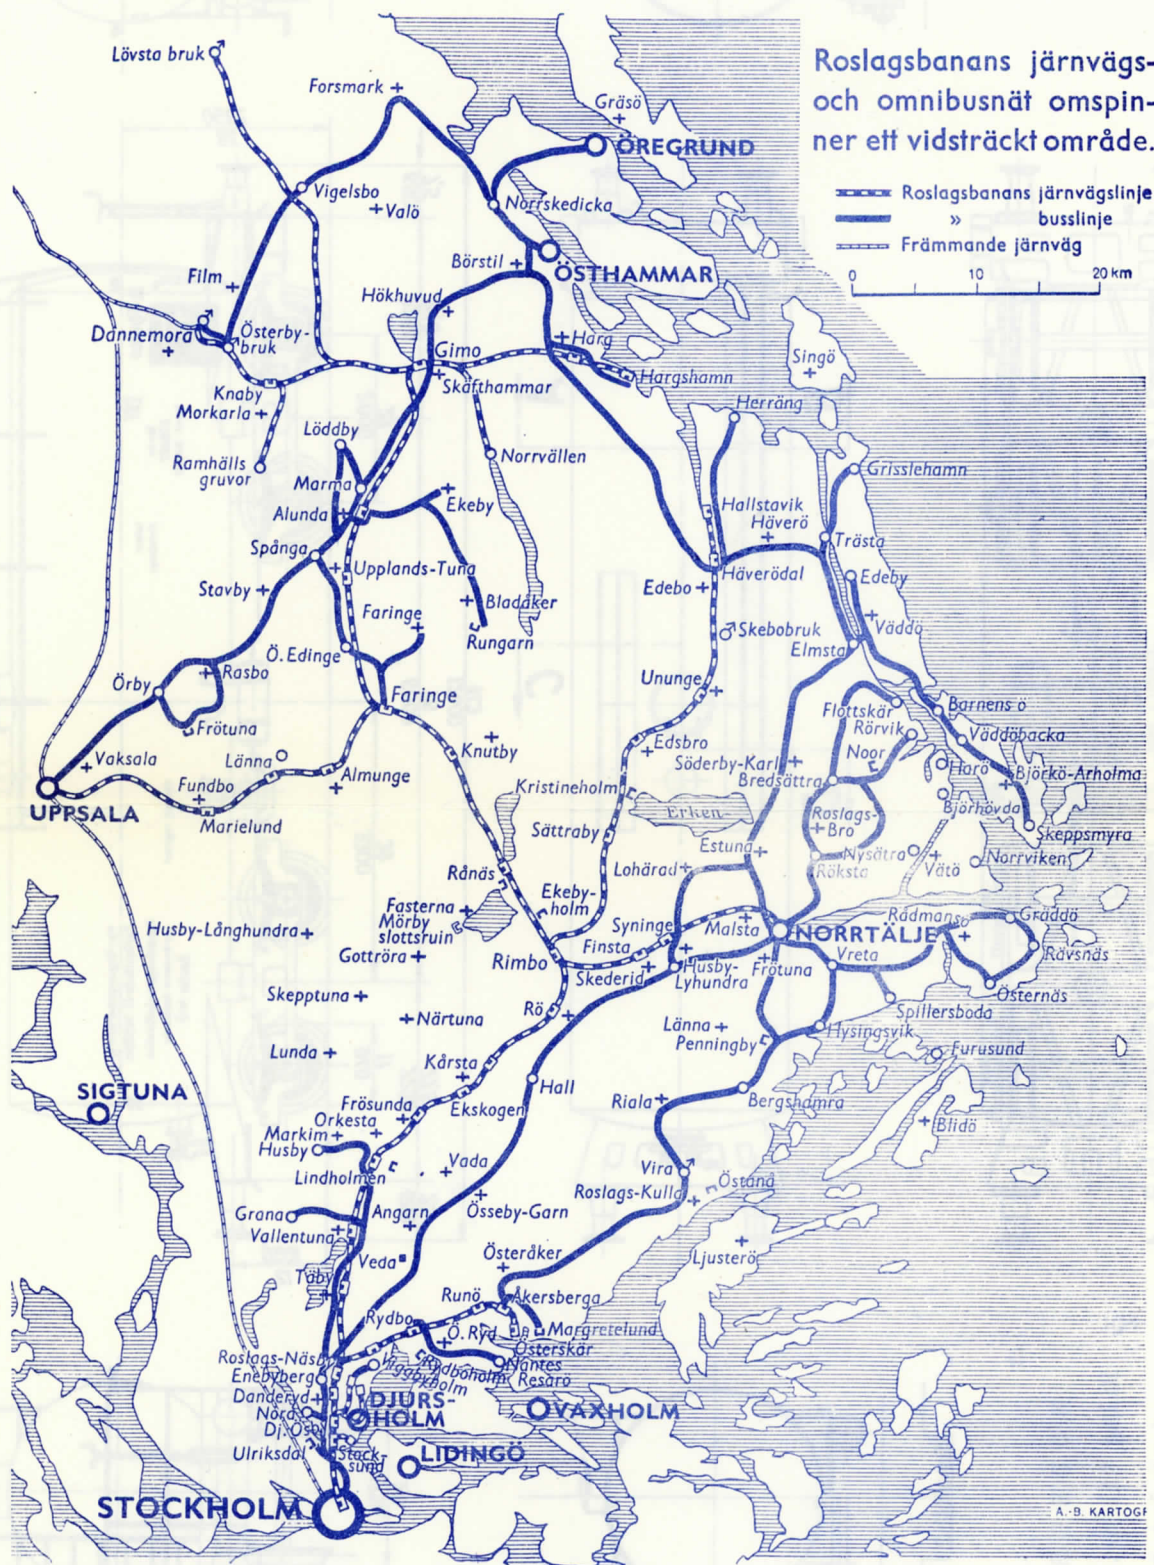 Roslagsbanans järnvägs-
och omnibusnät omspin-
ner ett vidsträckt område.
Roslagsbanans järnvägslinje
» busslinje
Främmande järnväg
0 10 20 km
Lövsta bruk
Forsmark
Gräsö
ÖREGRUND
Vigelsbo
Valö
Norrskedicka
Börstil
ÖSTHAMMAR
Film
Hökhuvud
Dannemora
Österby-
bruk
Gimo
Harg
Singö
Skäfthammar
Hargshamn
Knaby
Morkarla
Herräng
Löddby
Ramhälls
gruvor
Norrvällen
Grisslehamn
Marma
Ekeby
Alunda
Hallstavik
Häverö
Trästa
Spånga
Upplands-Tuna
Häverödal
Edeby
Stavby
Edebo
Faringe
Bladåker
Väddö
Rungarn
Skebobruk
Elmsta
Ö. Edinge
Rasbo
Ununge
Örby
Faringe
Flottskär
Barnens ö
Frötuna
Rörvik
Väddöbacka
Knutby
Edsbro
Noor
Vaksala
Länna
Almunge
Söderby-Karl
Harö
Björkö-Arholma
Bredsättra
Kristineholm
Fundbo
UPPSALA
Marielund
Erken
Roslags-
Bro
Björhövda
Skeppsmyra
Sättraby
Estuna
Nysätra
Vätö
Norrviken
Rånäs
Lohärad
Röksta
Ekeby-
holm
Fasterna
Mörby
slottsruin
Syninge
Malsta
Rådmansö
Gräddö
Husby-Långhundra
NORRTÄLJE
Finsta
Gottröra
Rimbo
Vreta
Rävsnäs
Skederid
Husby-
Lyhundra
Frötuna
Östernäs
Skepptuna
Spillersboda
Närtuna
Rö
Länna
Penningby
Hysingsvik
Lunda
Furusund
Kårsta
Hall
SIGTUNA
Ekskogen
Riala
Bergshamra
Frösunda
Orkesta
Blidö
Markim
Husby
Lindholmen
Vada
Vira
Roslags-Kulla
Östanå
Grana
Angarn
Össeby-Garn
Vallentuna
Veda
Österåker
Ljusterö
Täby
Runö
Åkersberga
Rydbo
Ö. Ryd
Margretelund
Österskär
Roslags-Näsby
Rydboholm
Nantes
Viggbyholm
Resarö
Enebyberg
Danderyd
DJURS-
HOLM
VAXHOLM
Nora
Dj. Ösby
Ulriksdal
Stock-
sund
LIDINGÖ
STOCKHOLM